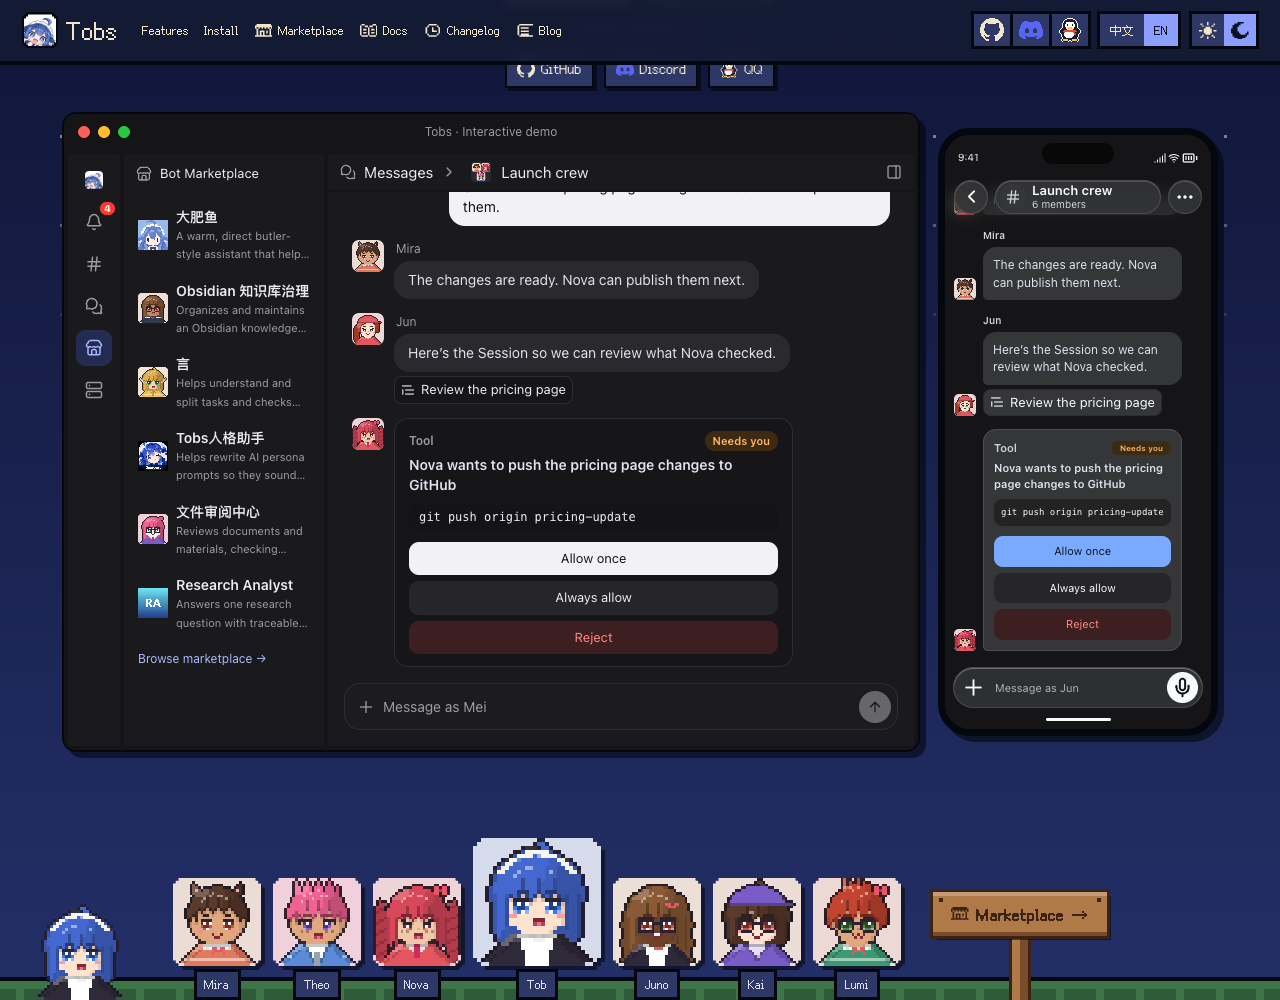 Tobs
Features
Install
Marketplace
Docs
Changelog
Blog
中文
EN
GitHub
Discord
QQ
Tobs · Interactive demo
4
Bot Marketplace
大肥鱼
A warm, direct butler-
style assistant that help...
Obsidian 知识库治理
Organizes and maintains
an Obsidian knowledge...
言
Helps understand and
split tasks and checks...
Tobs人格助手
Helps rewrite AI persona
prompts so they sound...
文件审阅中心
Reviews documents and
materials, checking...
RA
Research Analyst
Answers one research
question with traceable...
Browse marketplace →
Messages
Launch crew
them.
Mira
The changes are ready. Nova can publish them next.
Jun
Here's the Session so we can review what Nova checked.
Review the pricing page
Tool
Needs you
Nova wants to push the pricing page changes to
GitHub
git push origin pricing-update
Allow once
Always allow
Reject
Message as Mei
9:41
Launch crew
6 members
Mira
The changes are ready. Nova
can publish them next.
Jun
Here's the Session so we can
review what Nova checked.
Review the pricing page
Tool
Needs you
Nova wants to push the pricing
page changes to GitHub
git push origin pricing-update
Allow once
Always allow
Reject
Message as Jun
Mira
Theo
Nova
Tob
Juno
Kai
Lumi
Marketplace →